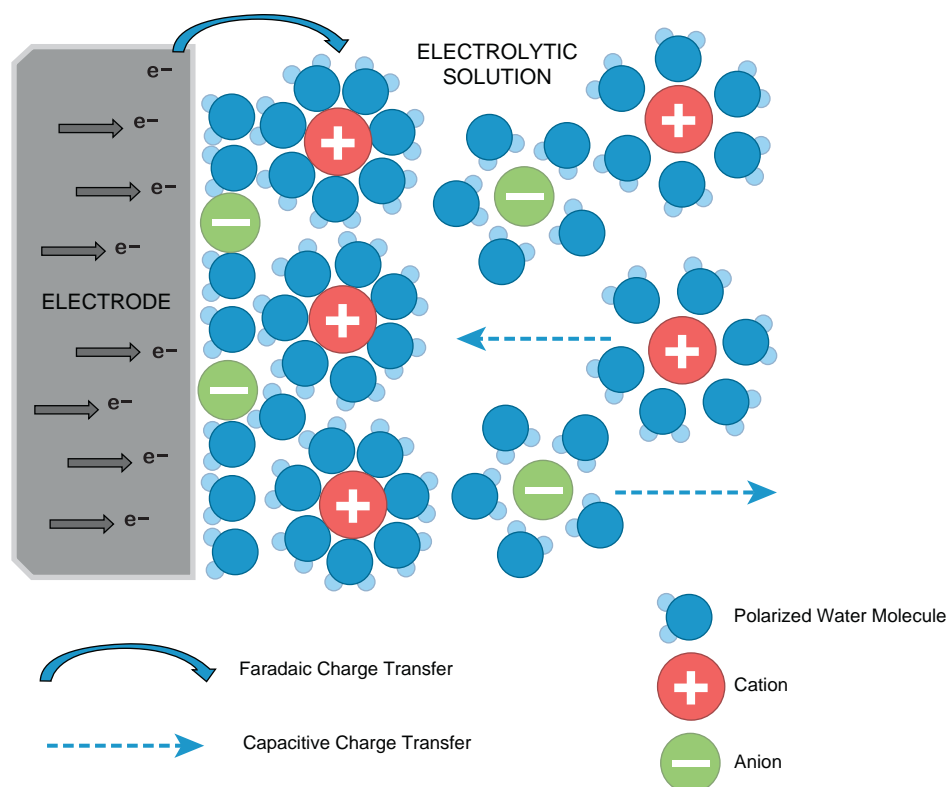 ELECTROLYTIC
SOLUTION
e−
e−
e−
e−
ELECTRODE
e−
e−
e−
e−
+
+
+
+
+
−
−
−
−
Polarized Water Molecule
Faradaic Charge Transfer
+
Cation
Capacitive Charge Transfer
−
Anion